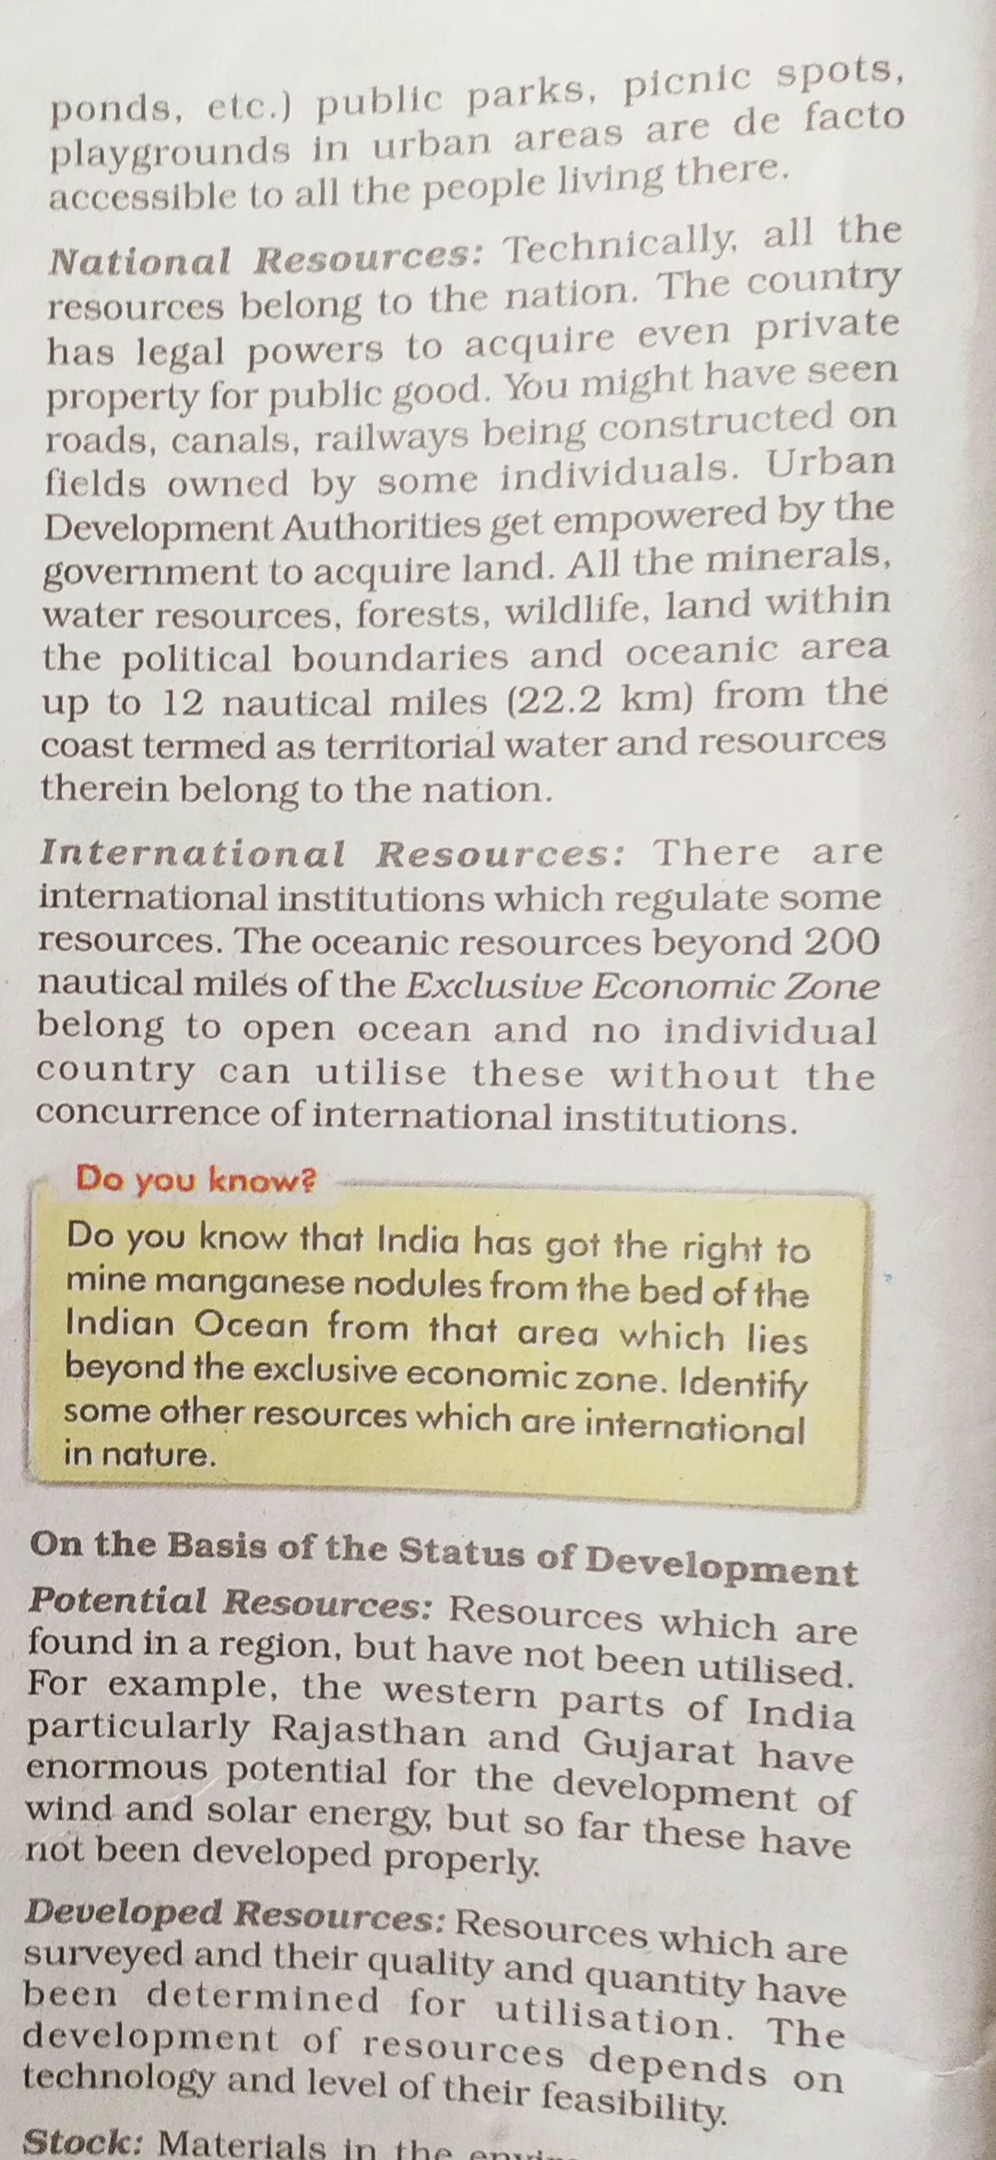 ponds, etc.) public parks, picnic spots,
playgrounds in urban areas are de facto
accessible to all the people living there.
National Resources: Technically, all the
resources belong to the nation. The country
has legal powers to acquire even private
property for public good. You might have seen
roads, canals, railways being constructed on
fields owned by some individuals. Urban
Development Authorities get empowered by the
government to acquire land. All the minerals,
water resources, forests, wildlife, land within
the political boundaries and oceanic area
up to 12 nautical miles (22.2 km) from the
coast termed as territorial water and resources
therein belong to the nation.
International Resources: There are
international institutions which regulate some
resources. The oceanic resources beyond 200
nautical miles of the Exclusive Economic Zone
belong to open ocean and no individual
country can utilise these without the
concurrence of international institutions.
Do you know?
Do you know that India has got the right to
mine manganese nodules from the bed of the
Indian Ocean from that area which lies
beyond the exclusive economic zone. Identify
some other resources which are international
in nature.
On the Basis of the Status of Development
Potential Resources: Resources which are
found in a region, but have not been utilised.
For example, the western parts of India
particularly Rajasthan and Gujarat have
enormous potential for the development of
wind and solar energy, but so far these have
not been developed properly.
Developed Resources: Resources which are
surveyed and their quality and quantity have
been determined for utilisation. The
development of resources depends on
technology and level of their feasibility.
Stock: Materials in the